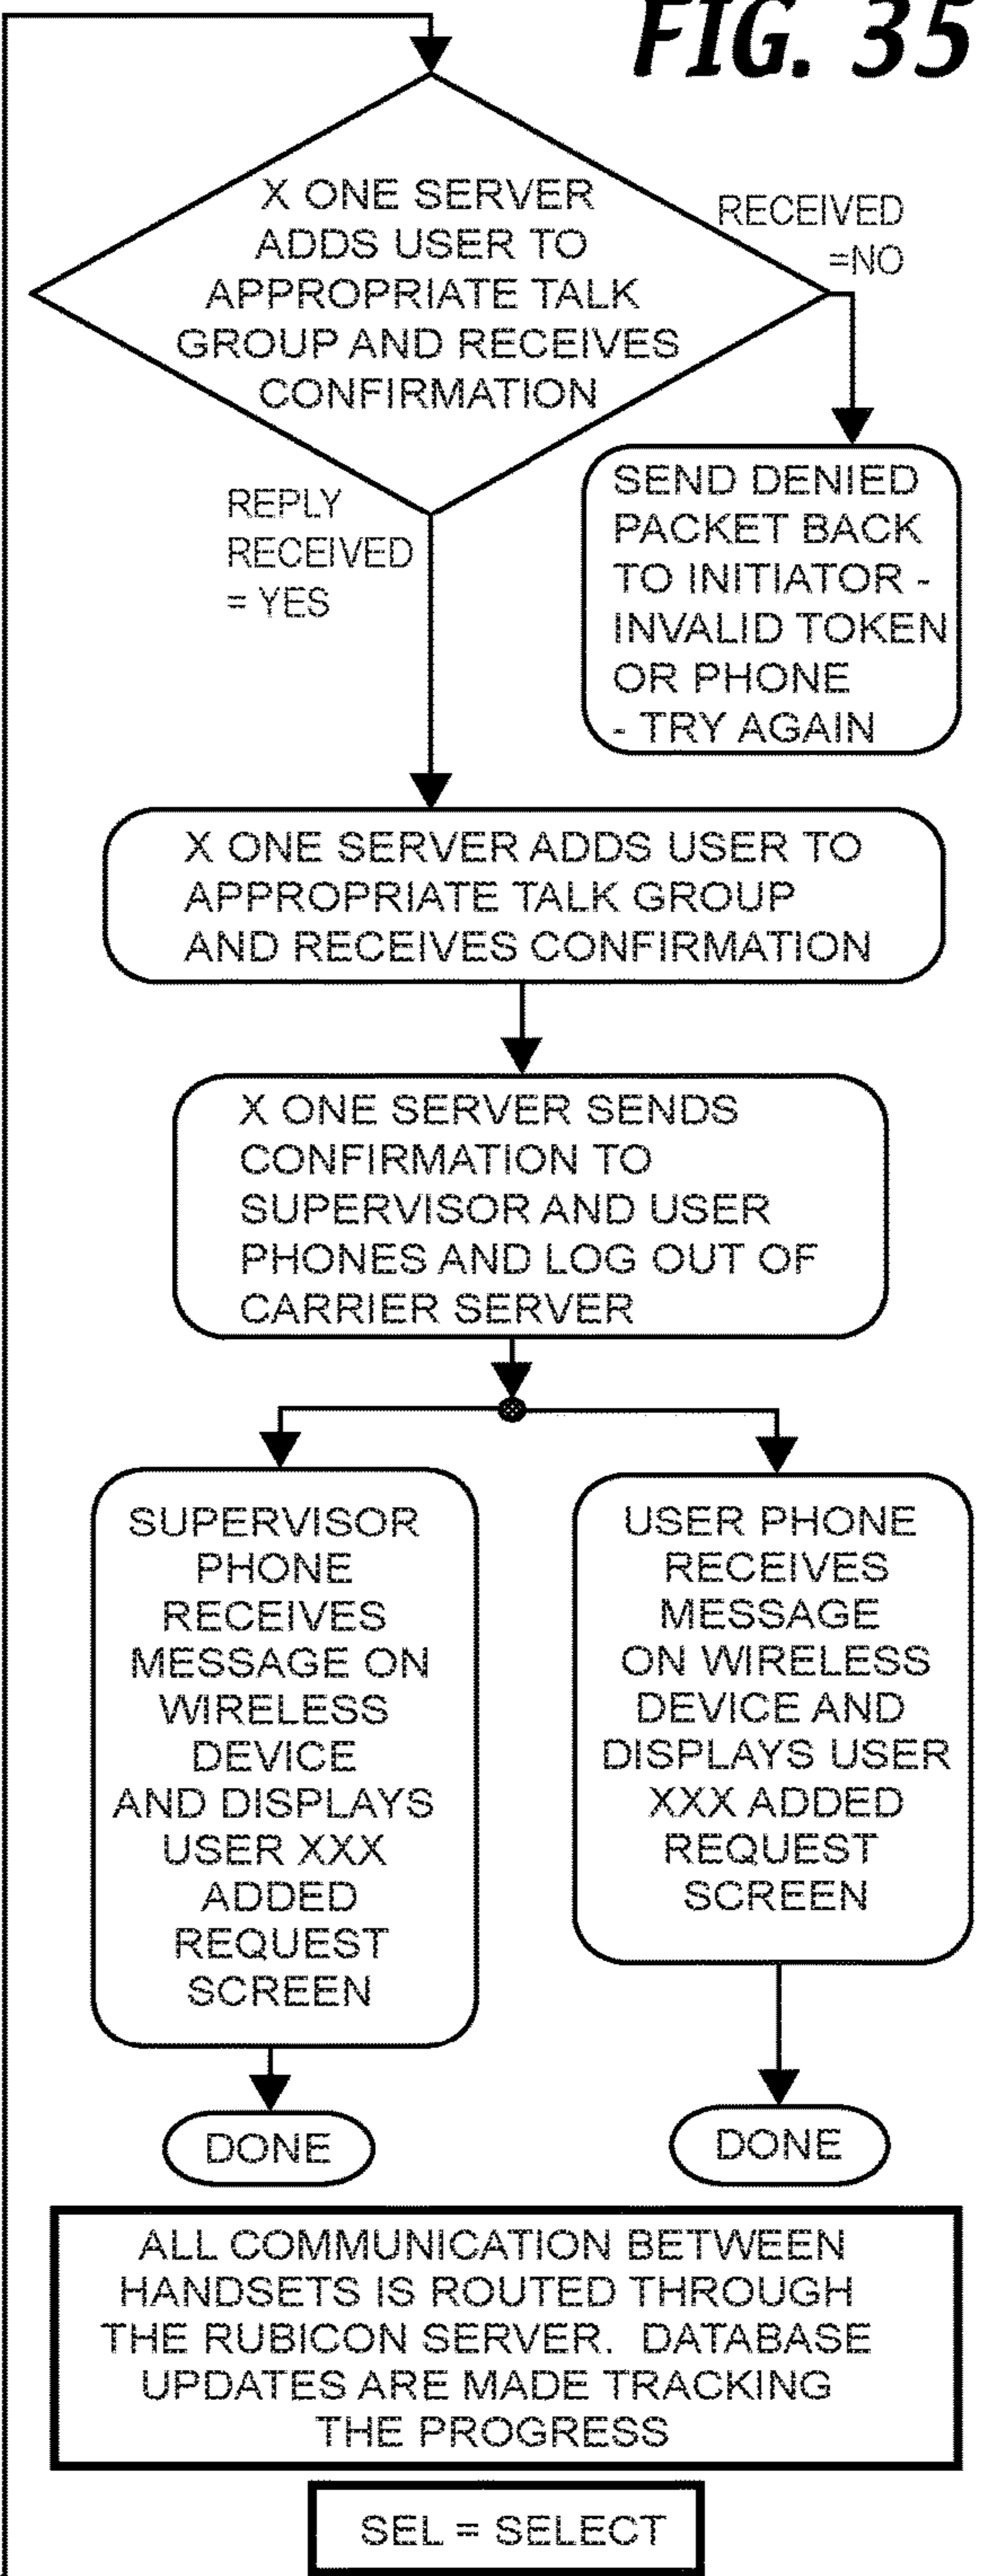 FIG. 35
X ONE SERVER
ADDS USER TO
APPROPRIATE TALK
GROUP AND RECEIVES
CONFIRMATION
RECEIVED
=NO
REPLY
RECEIVED
= YES
SEND DENIED
PACKET BACK
TO INITIATOR -
INVALID TOKEN
OR PHONE
- TRY AGAIN
X ONE SERVER ADDS USER TO
APPROPRIATE TALK GROUP
AND RECEIVES CONFIRMATION
X ONE SERVER SENDS
CONFIRMATION TO
SUPERVISOR AND USER
PHONES AND LOG OUT OF
CARRIER SERVER
SUPERVISOR
PHONE
RECEIVES
MESSAGE ON
WIRELESS
DEVICE
AND DISPLAYS
USER XXX
ADDED
REQUEST
SCREEN
USER PHONE
RECEIVES
MESSAGE
ON WIRELESS
DEVICE AND
DISPLAYS USER
XXX ADDED
REQUEST
SCREEN
DONE
DONE
ALL COMMUNICATION BETWEEN
HANDSETS IS ROUTED THROUGH
THE RUBICON SERVER. DATABASE
UPDATES ARE MADE TRACKING
THE PROGRESS
SEL = SELECT